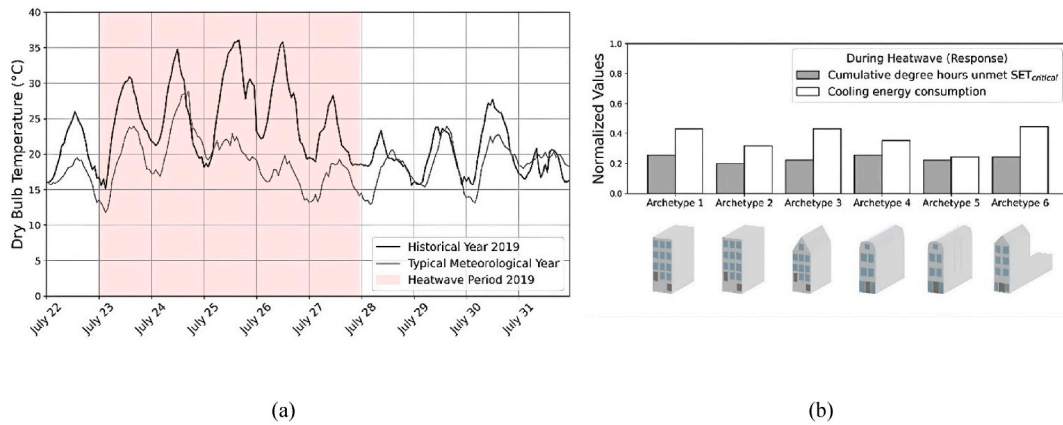 40
35
30
25
20
15
10
5
0
Dry Bulb Temperature (°C)
Historical Year 2019
Typical Meteorological Year
Heatwave Period 2019
July 22
July 23
July 24
July 25
July 26
July 27
July 28
July 29
July 30
July 31
(a)
1.0
0.8
0.6
0.4
0.2
0.0
Normalized Values
During Heatwave (Response)
Cumulative degree hours unmet SETcritical
Cooling energy consumption
Archetype 1 Archetype 2 Archetype 3 Archetype 4 Archetype 5 Archetype 6
(b)